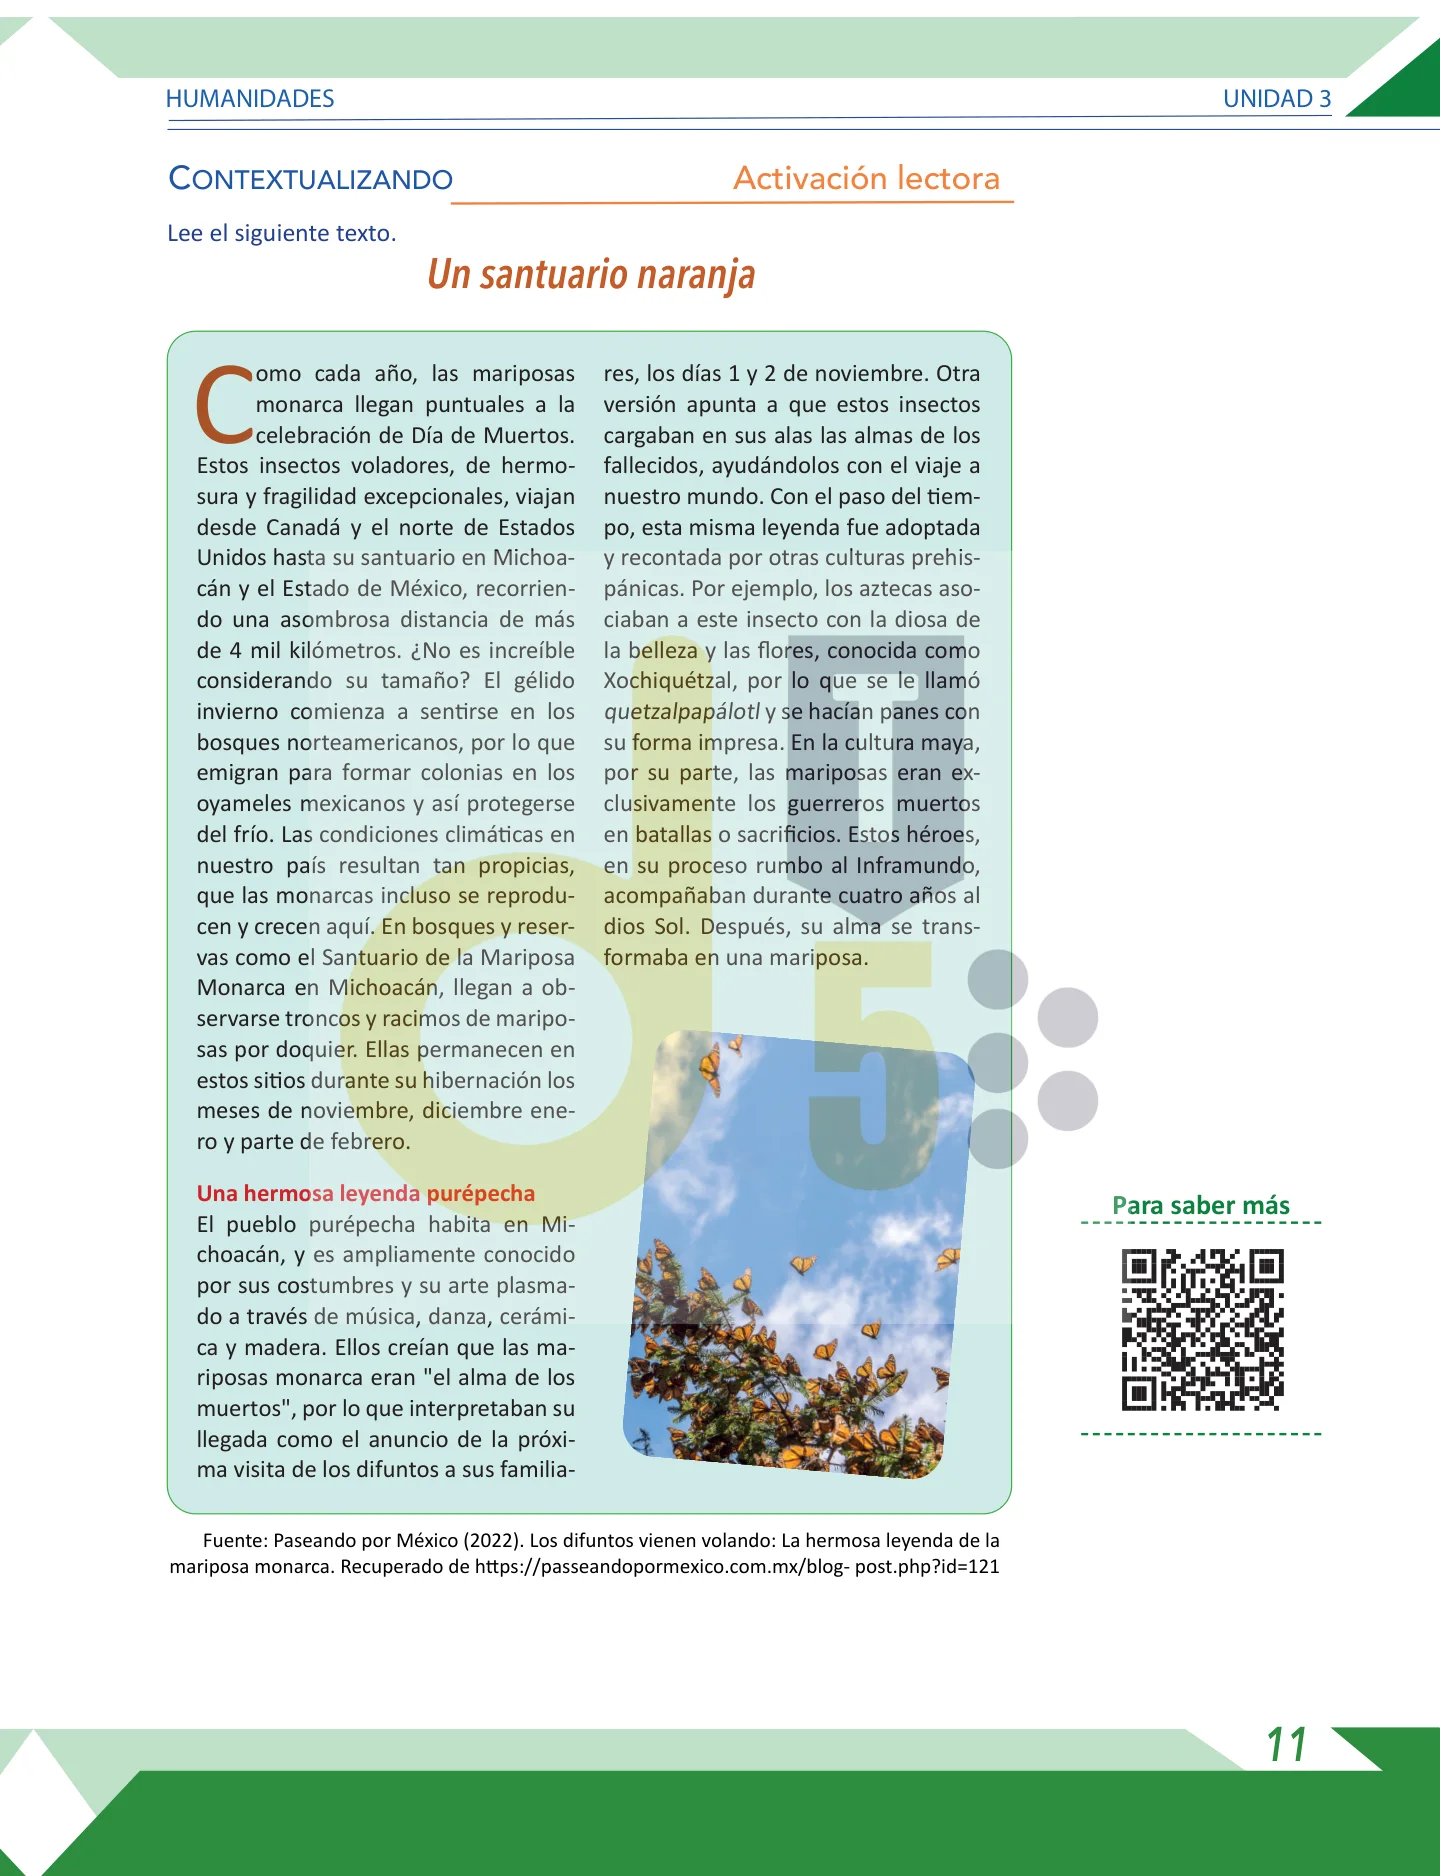 HUMANIDADES
UNIDAD 3
CONTEXTUALIZANDO
Activación lectora
Lee el siguiente texto.
Un santuario naranja
Como cada año, las mariposas
monarca llegan puntuales a la
celebración de Día de Muertos.
Estos insectos voladores, de hermo-
sura y fragilidad excepcionales, viajan
desde Canadá y el norte de Estados
Unidos hasta su santuario en Michoa-
cán y el Estado de México, recorrien-
do una asombrosa distancia de más
de 4 mil kilómetros. ¿No es increíble
considerando su tamaño? El gélido
invierno comienza a sentirse en los
bosques norteamericanos, por lo que
emigran para formar colonias en los
oyameles mexicanos y así protegerse
del frío. Las condiciones climáticas en
nuestro país resultan tan propicias,
que las monarcas incluso se reprodu-
cen y crecen aquí. En bosques y reser-
vas como el Santuario de la Mariposa
Monarca en Michoacán, llegan a ob-
servarse troncos y racimos de maripo-
sas por doquier. Ellas permanecen en
estos sitios durante su hibernación los
meses de noviembre, diciembre ene-
ro y parte de febrero.
Una hermosa leyenda purépecha
El pueblo purépecha habita en Mi-
choacán, y es ampliamente conocido
por sus costumbres y su arte plasma-
do a través de música, danza, cerámi-
ca y madera. Ellos creían que las ma-
riposas monarca eran "el alma de los
muertos", por lo que interpretaban su
llegada como el anuncio de la próxi-
ma visita de los difuntos a sus familia-
res, los días 1 y 2 de noviembre. Otra
versión apunta a que estos insectos
cargaban en sus alas las almas de los
fallecidos, ayudándolos con el viaje a
nuestro mundo. Con el paso del tiem-
po, esta misma leyenda fue adoptada
y recontada por otras culturas prehis-
pánicas. Por ejemplo, los aztecas aso-
ciaban a este insecto con la diosa de
la belleza y las flores, conocida como
Xochiquétzal, por lo que se le llamó
quetzalpapálotl y se hacían panes con
su forma impresa. En la cultura maya,
por su parte, las mariposas eran ex-
clusivamente los guerreros muertos
en batallas o sacrificios. Estos héroes,
en su proceso rumbo al Inframundo,
acompañaban durante cuatro años al
dios Sol. Después, su alma se trans-
formaba en una mariposa.
d T 5
Para saber más
Fuente: Paseando por México (2022). Los difuntos vienen volando: La hermosa leyenda de la
mariposa monarca. Recuperado de https://passeandopormexico.com.mx/blog- post.php?id=121
11